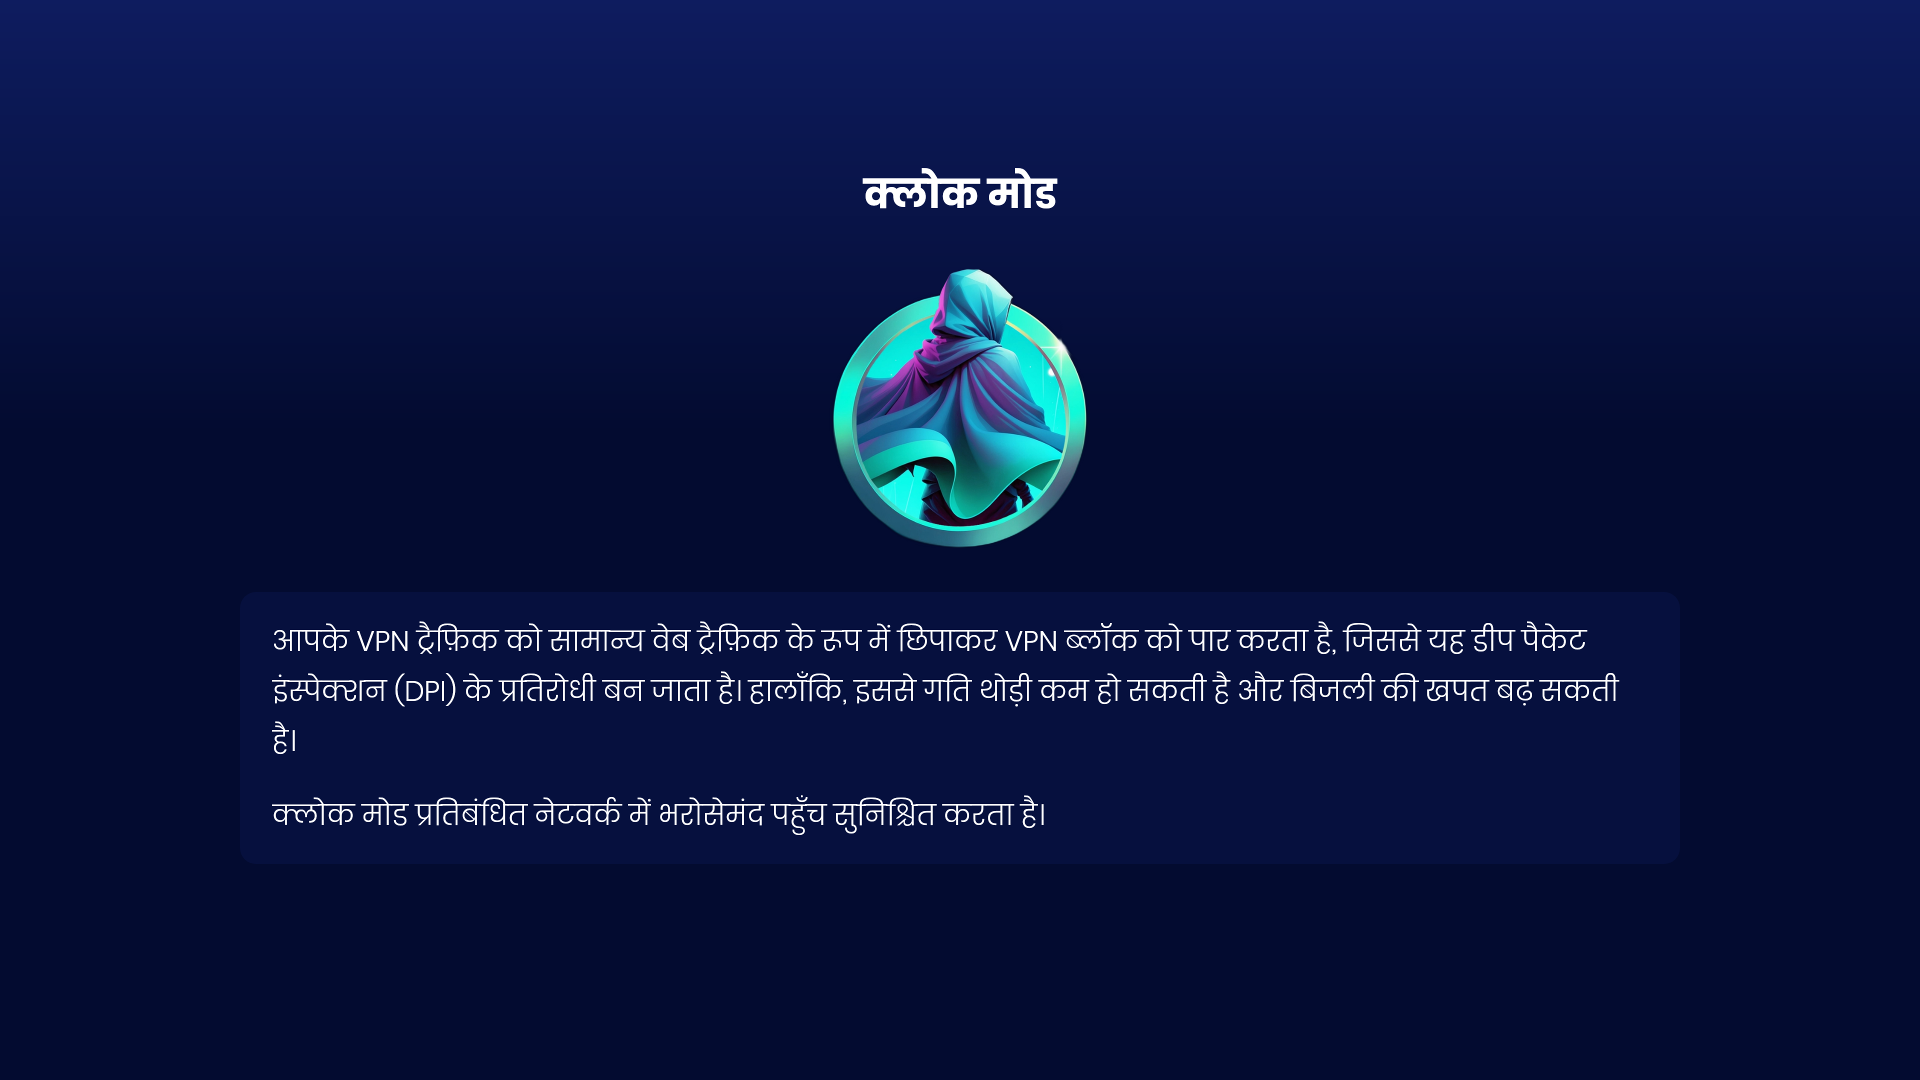 क्लोक मोड
आपके VPN ट्रैफ़िक को सामान्य वेब ट्रैफ़िक के रूप में छिपाकर VPN ब्लॉक को पार करता है, जिससे यह डीप पैकेट
इंस्पेक्शन (DPI) के प्रतिरोधी बन जाता है। हालाँकि, इससे गति थोड़ी कम हो सकती है और बिजली की खपत बढ़ सकती
है।
क्लोक मोड प्रतिबंधित नेटवर्क में भरोसेमंद पहुँच सुनिश्चित करता है।